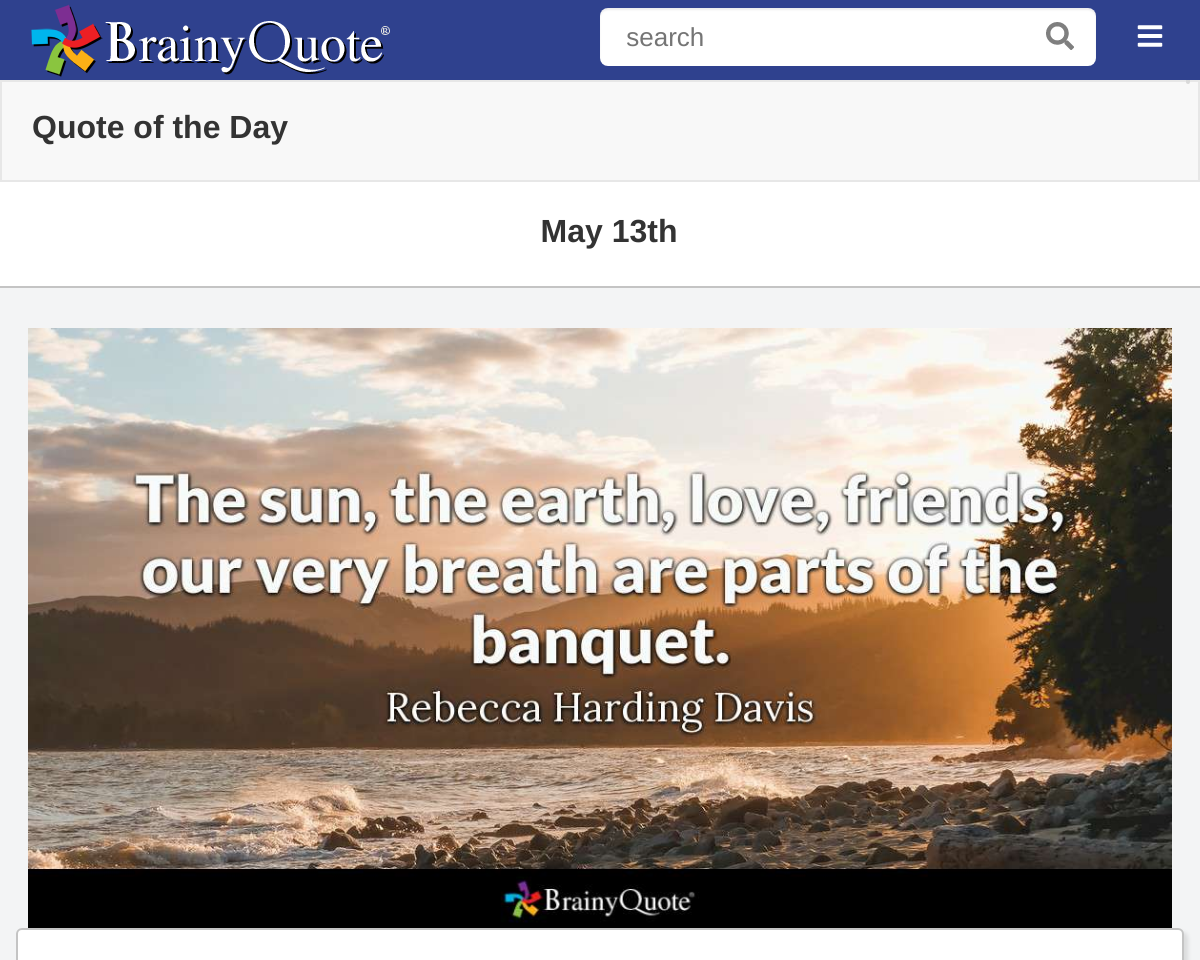 BrainyQuote®
search
Quote of the Day
May 13th
The sun, the earth, love, friends,
our very breath are parts of the
banquet.
Rebecca Harding Davis
BrainyQuote®